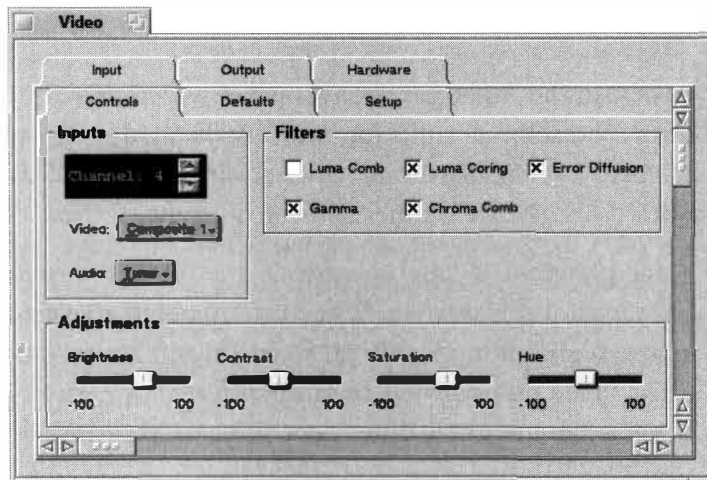 Video
Input Output Hardware
Controls Defaults Setup
Inputs
Channel: 4
Video: Composite 1
Audio: Tuner
Filters
Luma Comb Luma Coring Error Diffusion
Gamma Chroma Comb
Adjustments
Brightness Contrast Saturation Hue
-100 100 -100 100 -100 100 -100 100